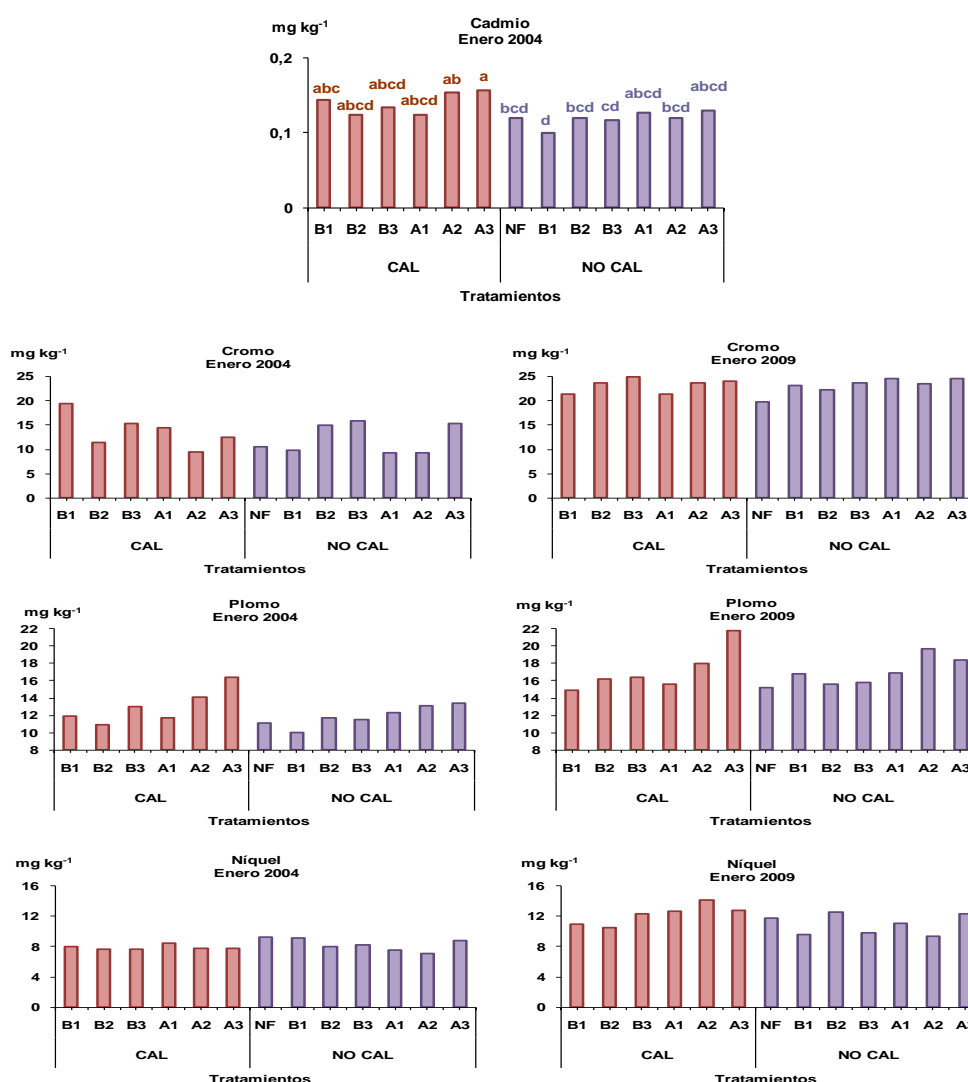 Cadmio
mg kg-1
Enero 2004
0,2
a
ab
abcd
abc
abcd
abcd
abcd
abcd
bcd
bcd
cd
bcd
d
0,1
0
B1 B2 B3 A1 A2 A3 NF B1 B2 B3 A1 A2 A3
CAL NO CAL
Tratamientos
mg kg-1
Cromo
Enero 2004
25
20
15
10
5
0
B1 B2 B3 A1 A2 A3 NF B1 B2 B3 A1 A2 A3
CAL NO CAL
Tratamientos
mg kg-1
Cromo
Enero 2009
25
20
15
10
5
0
B1 B2 B3 A1 A2 A3 NF B1 B2 B3 A1 A2 A3
CAL NO CAL
Tratamientos
mg kg-1
Plomo
Enero 2004
22
20
18
16
14
12
10
8
B1 B2 B3 A1 A2 A3 NF B1 B2 B3 A1 A2 A3
CAL NO CAL
Tratamientos
mg kg-1
Plomo
Enero 2009
22
20
18
16
14
12
10
8
B1 B2 B3 A1 A2 A3 NF B1 B2 B3 A1 A2 A3
CAL NO CAL
Tratamientos
mg kg-1
Níquel
Enero 2004
16
12
8
4
0
B1 B2 B3 A1 A2 A3 NF B1 B2 B3 A1 A2 A3
CAL NO CAL
Tratamientos
mg kg-1
Níquel
Enero 2009
16
12
8
4
0
B1 B2 B3 A1 A2 A3 NF B1 B2 B3 A1 A2 A3
CAL NO CAL
Tratamientos